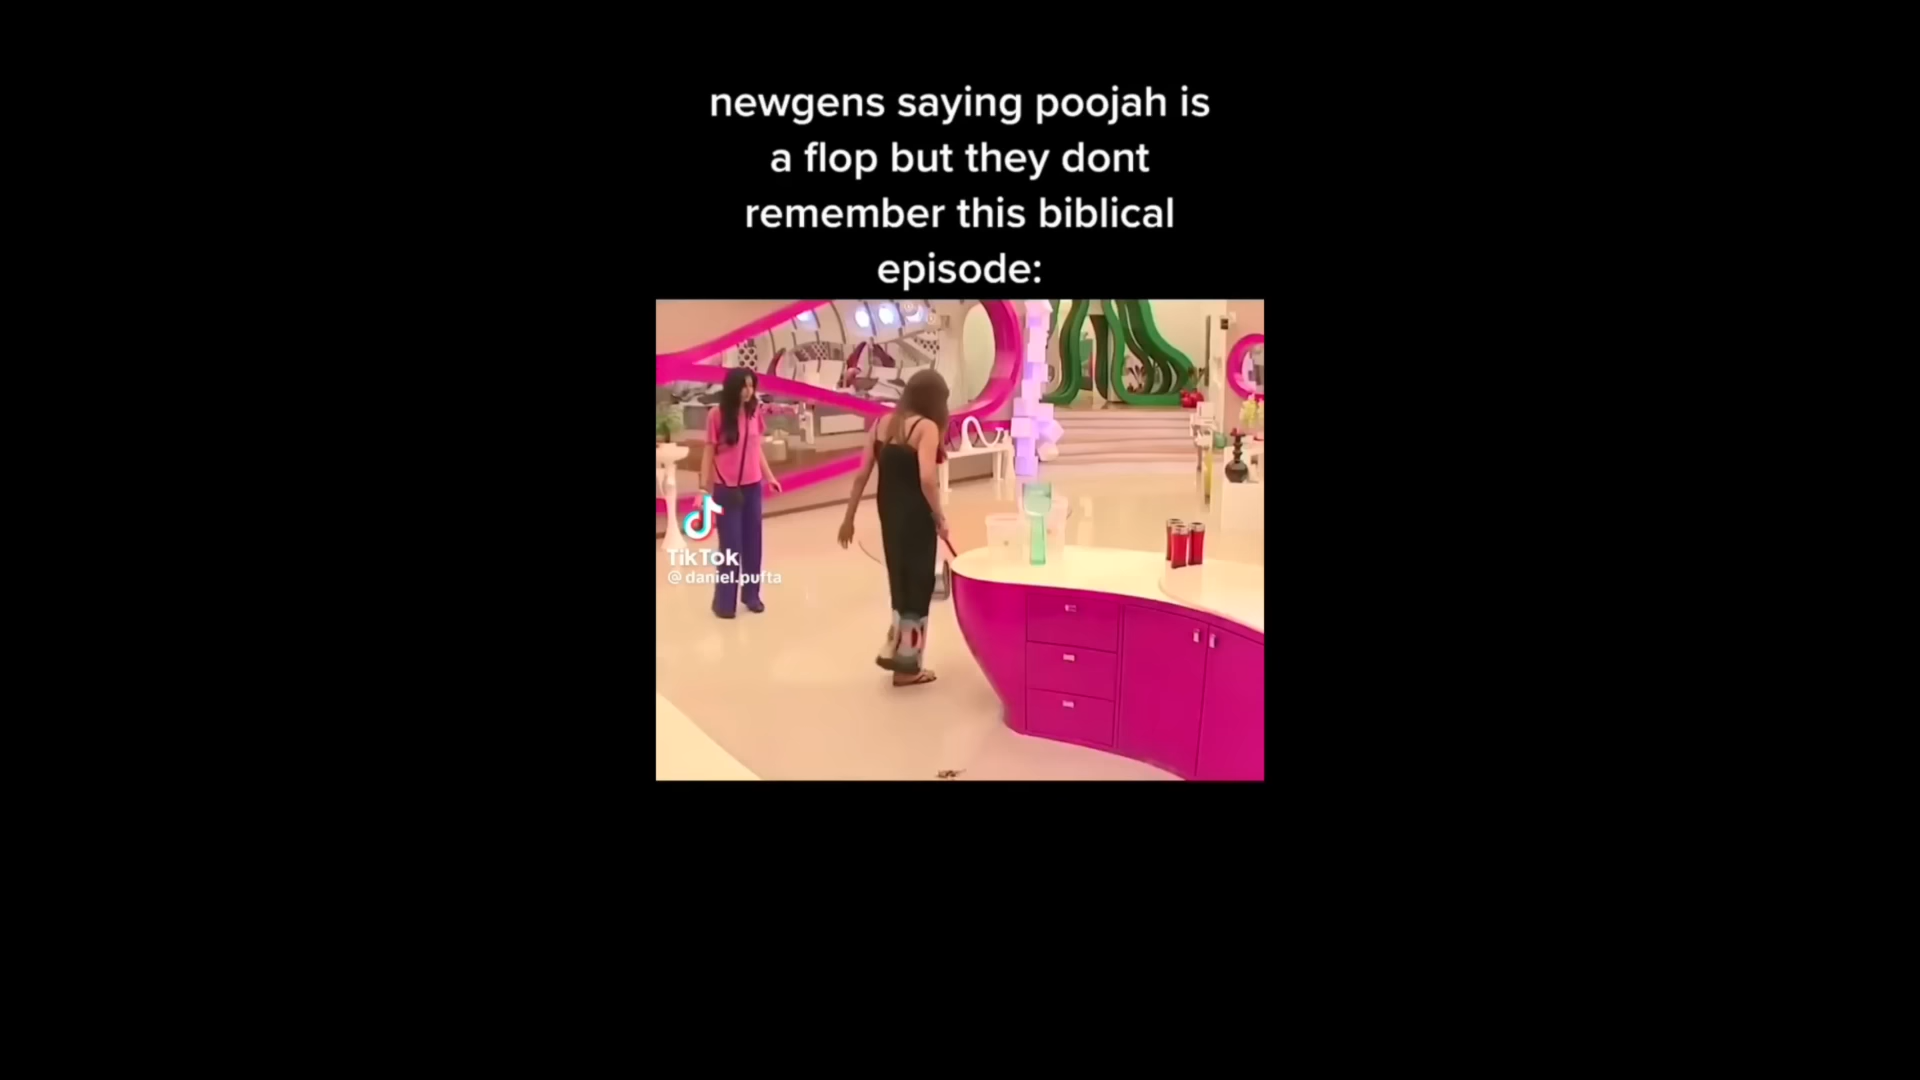 newgens saying poojah is
a flop but they dont
remember this biblical
episode:
TikTok
@daniel.pufta